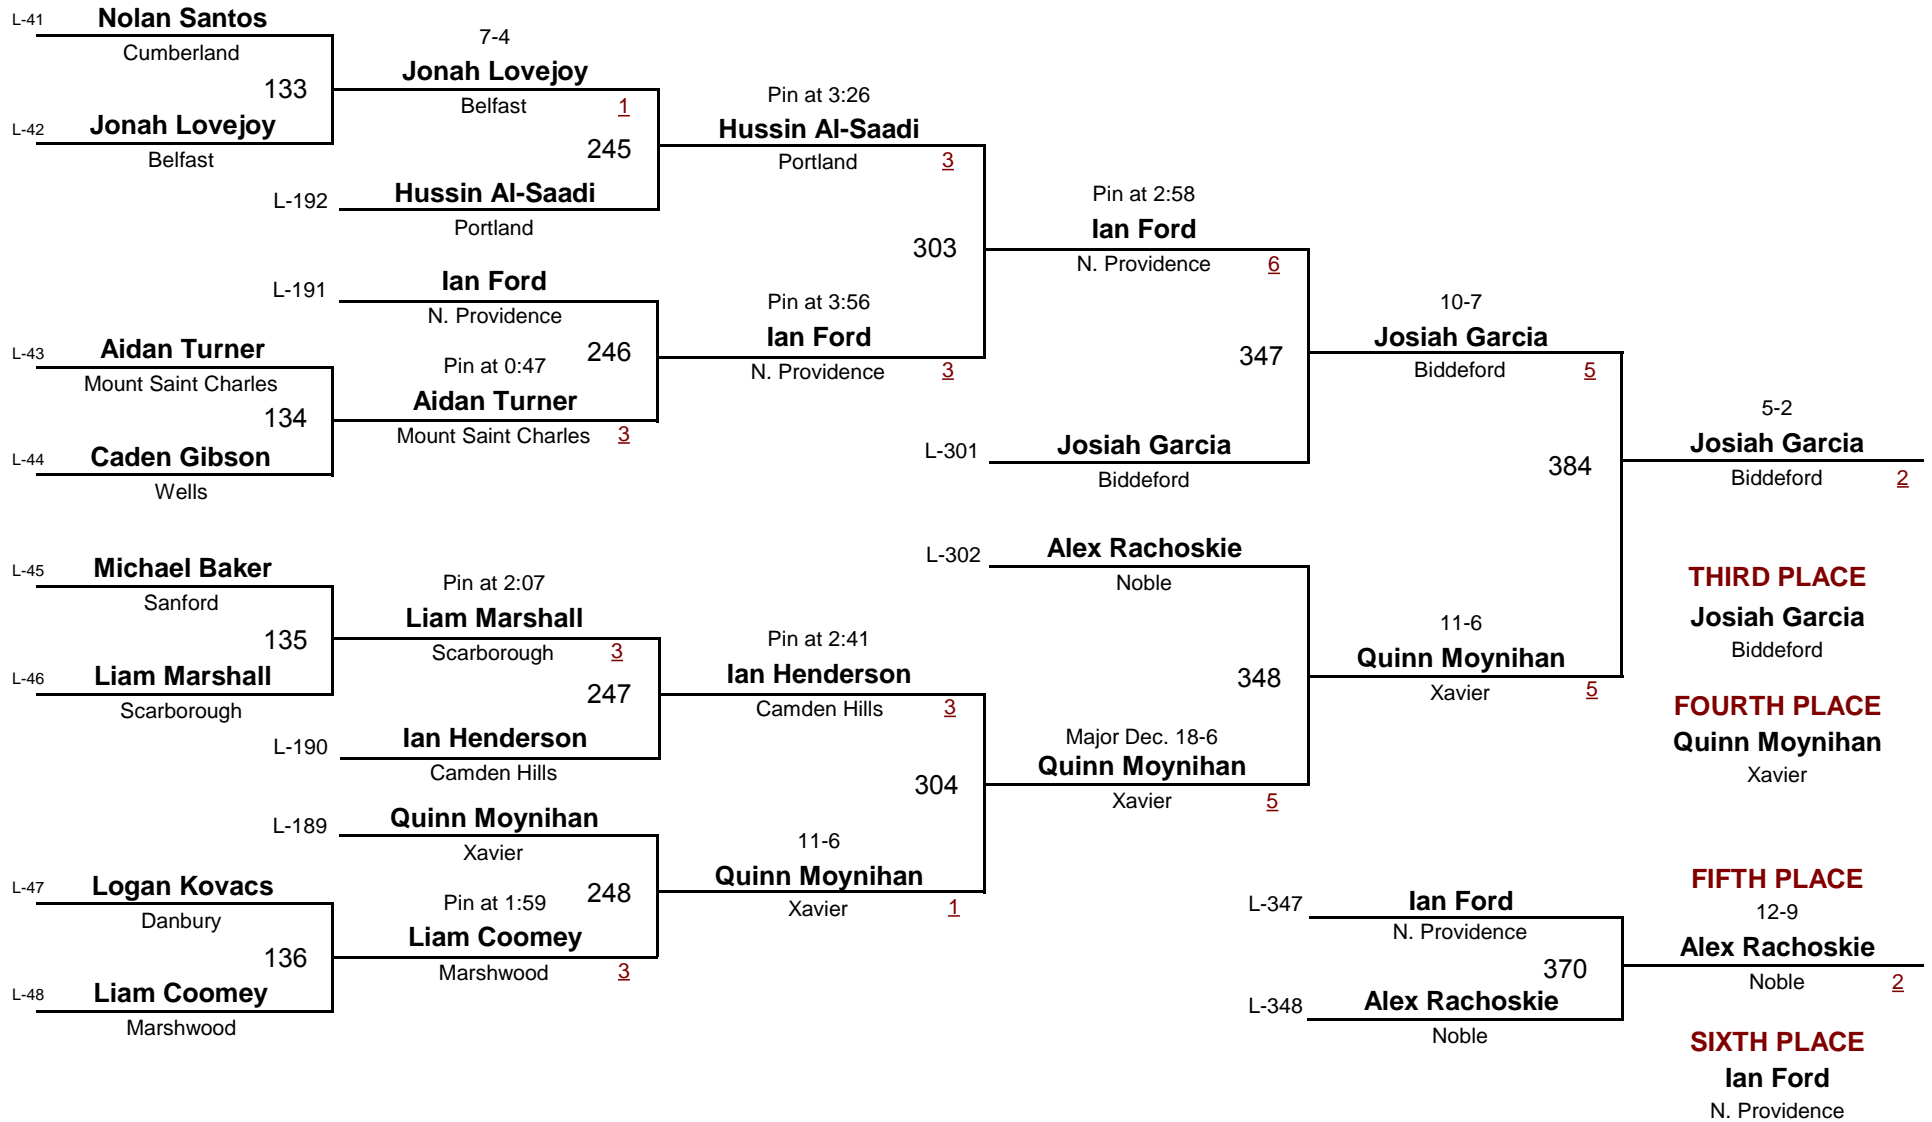 L-41
Nolan Santos
Cumberland
133
L-42
Jonah Lovejoy
Belfast
7-4
Jonah Lovejoy
Belfast
1
245
L-192
Hussin Al-Saadi
Portland
Pin at 3:26
Hussin Al-Saadi
Portland
3
303
L-191
Ian Ford
N. Providence
246
L-43
Aidan Turner
Mount Saint Charles
134
L-44
Caden Gibson
Wells
Pin at 0:47
Aidan Turner
Mount Saint Charles
3
Pin at 3:56
Ian Ford
N. Providence
3
Pin at 2:58
Ian Ford
N. Providence
6
347
L-301
Josiah Garcia
Biddeford
10-7
Josiah Garcia
Biddeford
5
384
5-2
Josiah Garcia
Biddeford
2
L-45
Michael Baker
Sanford
135
L-46
Liam Marshall
Scarborough
Pin at 2:07
Liam Marshall
Scarborough
3
247
L-190
Ian Henderson
Camden Hills
Pin at 2:41
Ian Henderson
Camden Hills
3
304
L-189
Quinn Moynihan
Xavier
248
L-47
Logan Kovacs
Danbury
136
L-48
Liam Coomey
Marshwood
Pin at 1:59
Liam Coomey
Marshwood
3
11-6
Quinn Moynihan
Xavier
1
L-302
Alex Rachoskie
Noble
348
Major Dec. 18-6
Quinn Moynihan
Xavier
5
11-6
Quinn Moynihan
Xavier
5
THIRD PLACE
Josiah Garcia
Biddeford
FOURTH PLACE
Quinn Moynihan
Xavier
L-347
Ian Ford
N. Providence
370
L-348
Alex Rachoskie
Noble
FIFTH PLACE
12-9
Alex Rachoskie
Noble
2
SIXTH PLACE
Ian Ford
N. Providence